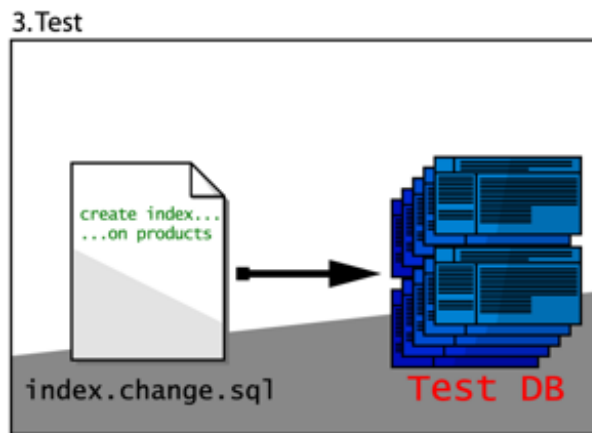 3.Test
create index...
...on products
index.change.sql
Test DB